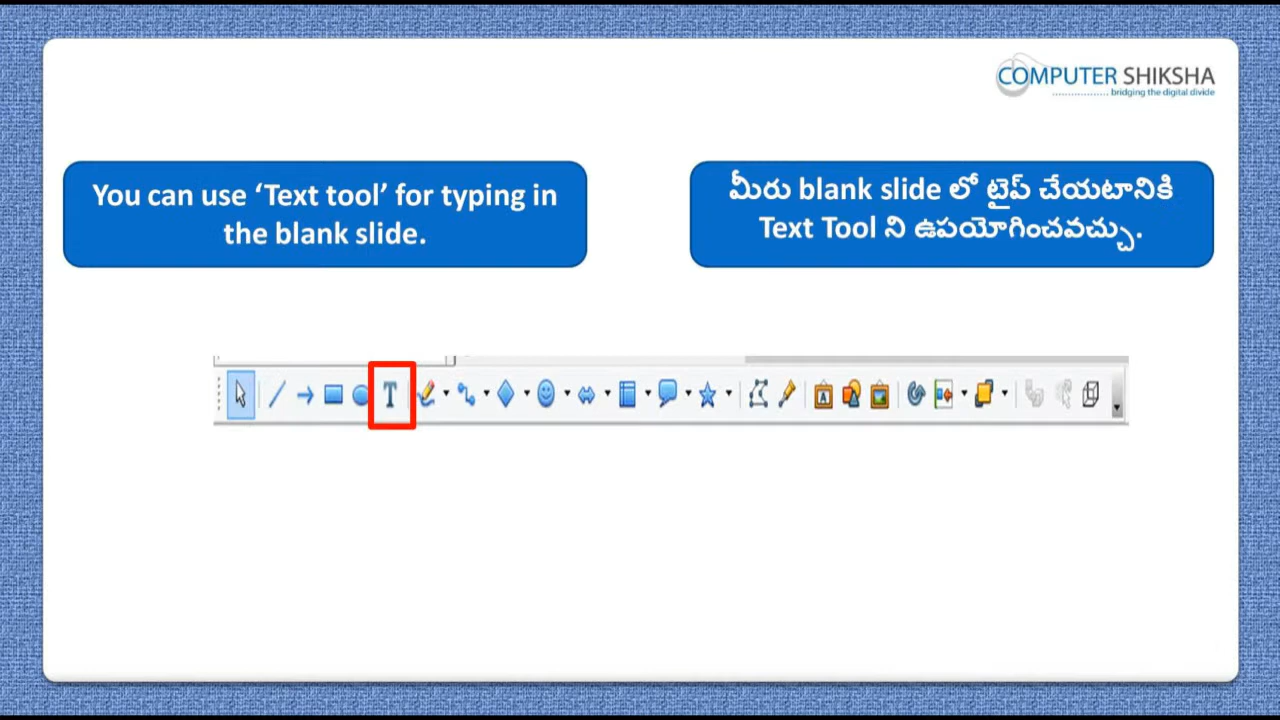 COMPUTER SHIKSHA
.................. bridging the digital divide
You can use ‘Text tool’ for typing in
the blank slide.
మీరు blank slide లో టైప్ చేయటానికి
Text Tool ని ఉపయోగించవచ్చు.
T
A